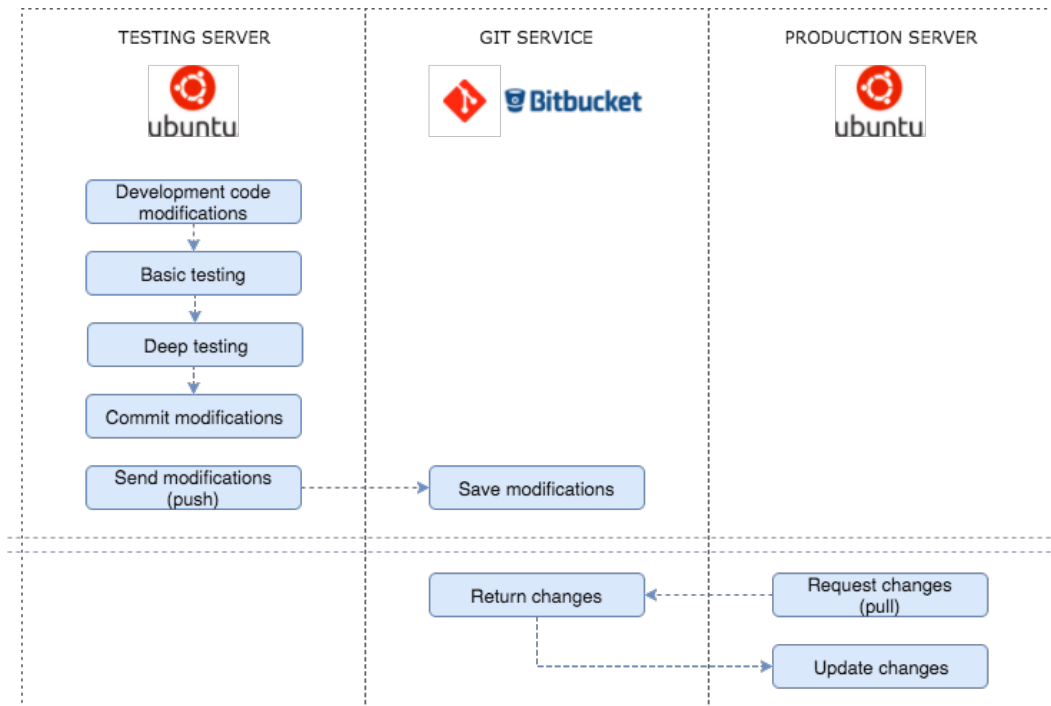 TESTING SERVER
GIT SERVICE
PRODUCTION SERVER
ubuntu
Bitbucket
ubuntu
Development code
modifications
Basic testing
Deep testing
Commit modifications
Send modifications
(push)
Save modifications
Return changes
Request changes
(pull)
Update changes